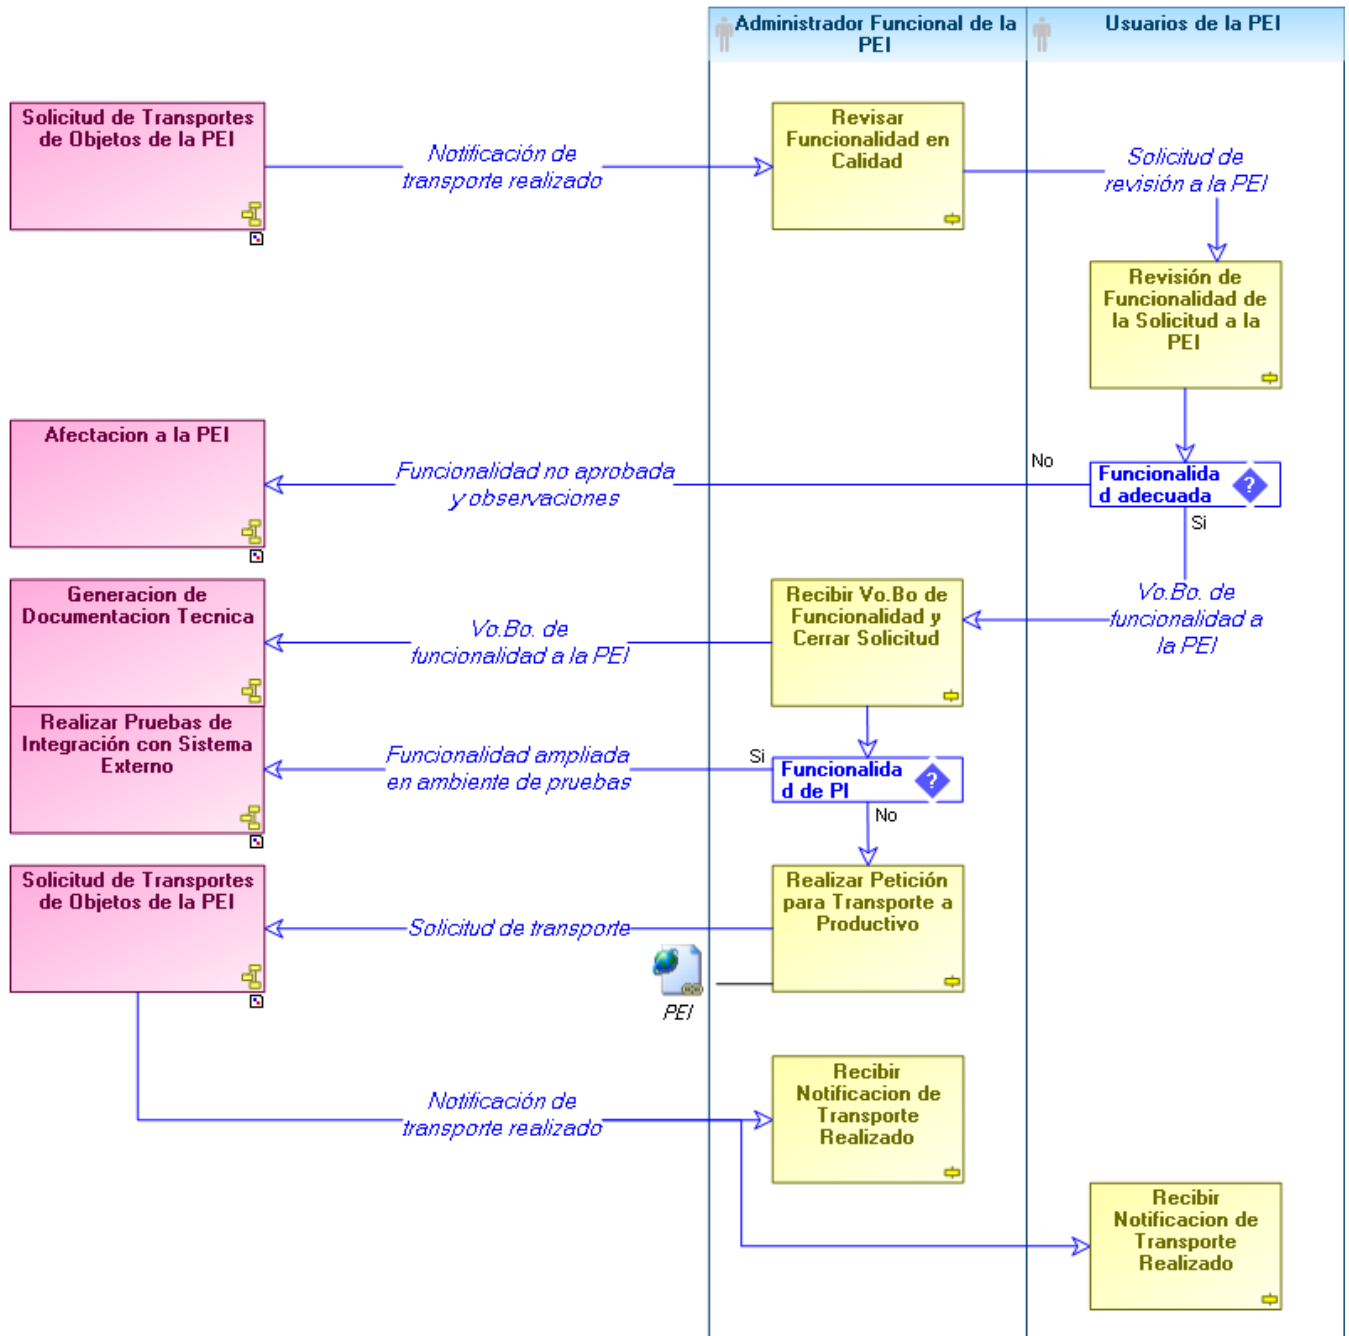 Administrador Funcional de la
PEI
Usuarios de la PEI
Solicitud de Transportes
de Objetos de la PEI
Notificación de
transporte realizado
Revisar
Funcionalidad en
Calidad
Solicitud de
revisión a la PEI
Revisión de
Funcionalidad de
la Solicitud a la
PEI
Afectacion a la PEI
Funcionalidad no aprobada
y observaciones
No
Funcionalida
d adecuada
?
Si
Generacion de
Documentacion Tecnica
Vo.Bo. de
funcionalidad a la PEI
Recibir Vo.Bo de
Funcionalidad y
Cerrar Solicitud
Vo.Bo. de
funcionalidad a
la PEI
Realizar Pruebas de
Integración con Sistema
Externo
Funcionalidad ampliada
en ambiente de pruebas
Si
Funcionalida
d de PI
?
No
Solicitud de Transportes
de Objetos de la PEI
Solicitud de transporte
Realizar Petición
para Transporte a
Productivo
PEI
Notificación de
transporte realizado
Recibir
Notificacion de
Transporte
Realizado
Recibir
Notificacion de
Transporte
Realizado